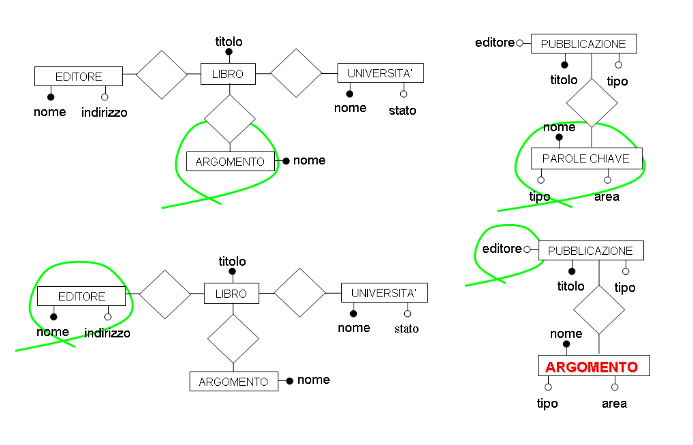 titolo
EDITORE
LIBRO
UNIVERSITA'
nome
indirizzo
nome
stato
ARGOMENTO
nome
editore
PUBBLICAZIONE
titolo
tipo
nome
PAROLE CHIAVE
tipo
area
titolo
EDITORE
LIBRO
UNIVERSITA'
nome
indirizzo
nome
stato
ARGOMENTO
nome
editore
PUBBLICAZIONE
titolo
tipo
nome
ARGOMENTO
tipo
area